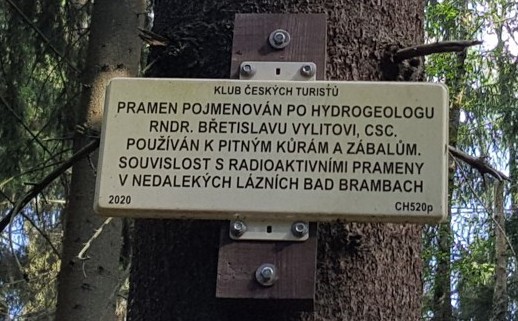 KLUB ČESKÝCH TURISTŮ
PRAMEN POJMENOVÁN PO HYDROGEOLOGU
RNDR. BŘETISLAVU VYLITOVI, CSC.
POUŽÍVÁN K PITNÝM KŮRÁM A ZÁBALŮM.
SOUVISLOST S RADIOAKTIVNÍMI PRAMENY
V NEDALEKÝCH LÁZNÍCH BAD BRAMBACH
2020 CH520p